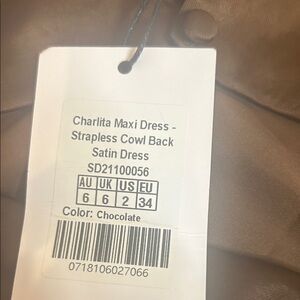 Charlita Maxi Dress -
Strapless Cowl Back
Satin Dress
SD21100056
AU UK US EU
6 6 2 34
Color: Chocolate
0718106027066